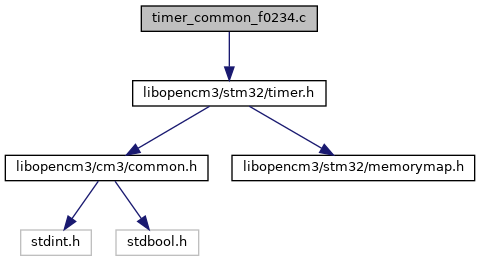 timer_common_f0234.c
libopencm3/stm32/timer.h
libopencm3/cm3/common.h
libopencm3/stm32/memorymap.h
stdint.h
stdbool.h